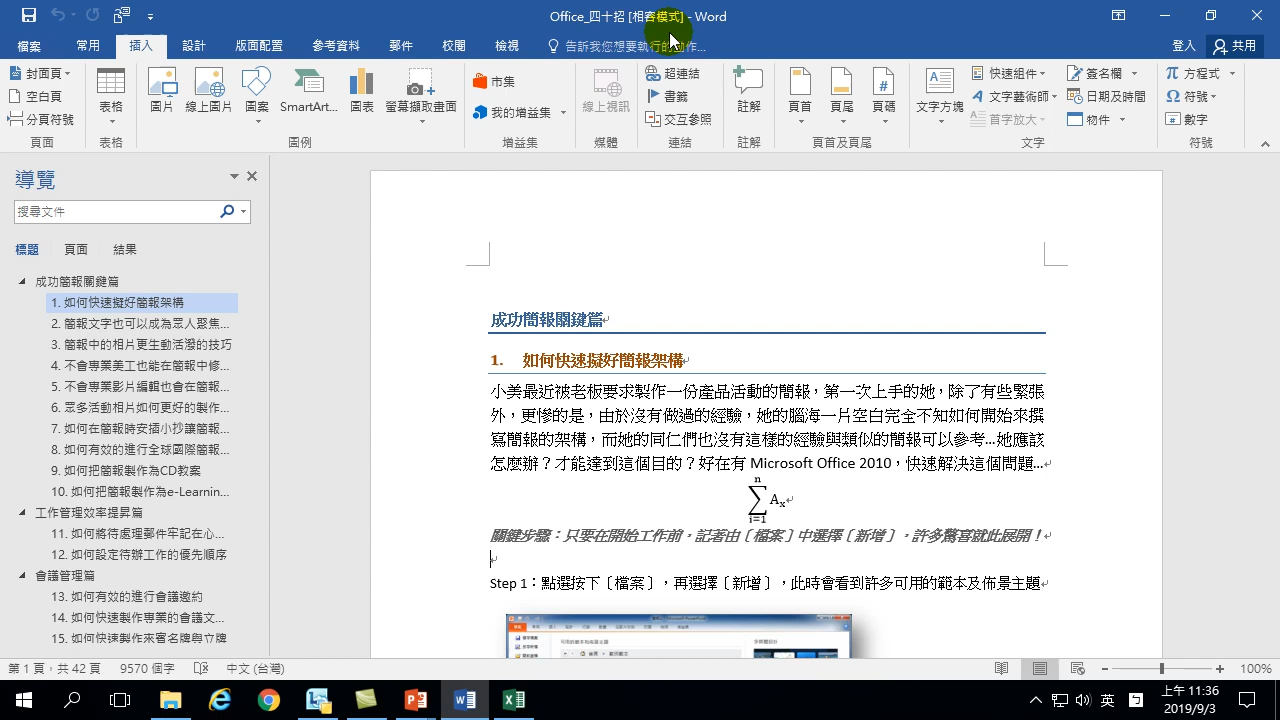 Office_四十招 [相容模式] - Word
檔案 常用 插入 設計 版面配置 參考資料 郵件 校閱 檢視 告訴我您想要執行的動作... 登入 共用
封面頁
空白頁
分頁符號
頁面
表格
表格
圖片 線上圖片 圖案 SmartArt... 圖表 螢幕擷取畫面
圖例
市集
我的增益集
增益集
線上視訊
媒體
超連結
書籤
交互參照
連結
註解
註解
頁首 頁尾 頁碼
頁首及頁尾
文字方塊
快速組件
文字藝術師
首字放大
簽名欄
日期及時間
物件
文字
方程式
符號
數字
符號
導覽
搜尋文件
標題 頁面 結果
成功簡報關鍵篇
1. 如何快速擬好簡報架構
2. 簡報文字也可以成為眾人聚焦...
3. 簡報中的相片更生動活潑的技巧
4. 不會專業美工也能在簡報中修...
5. 不會專業影片編輯也會在簡報...
6. 眾多活動相片如何更好的製作...
7. 如何在簡報時安插小抄讓簡報...
8. 如何有效的進行全球國際簡報...
9. 如何把簡報製作為CD教案
10. 如何把簡報製作為e-Learnin...
工作管理效率提昇篇
11. 如何將待處理郵件牢記在心...
12. 如何設定待辦工作的優先順序
會議管理篇
13. 如何有效的進行會議邀約
14. 如何快速製作專業的會議文...
15. 如何快速製作來賓名牌與立牌
成功簡報關鍵篇
1. 如何快速擬好簡報架構
小美最近被老板要求製作一份產品活動的簡報，第一次上手的她，除了有些緊張
外，更慘的是，由於沒有做過的經驗，她的腦海一片空白完全不知如何開始來撰
寫簡報的架構，而她的同仁們也沒有這樣的經驗與類似的簡報可以參考...她應該
怎麼辦？才能達到這個目的？好在有 Microsoft Office 2010，快速解決這個問題...
n
∑ Ax
i=1
關鍵步驟：只要在開始工作前，記著由〔檔案〕中選擇〔新增〕，許多驚喜就此展開！
Step 1：點選按下〔檔案〕，再選擇〔新增〕，此時會看到許多可用的範本及佈景主題
第 1 頁，共 42 頁 70 個字 中文 (台灣) 100%
英
上午 11:36
2019/9/3